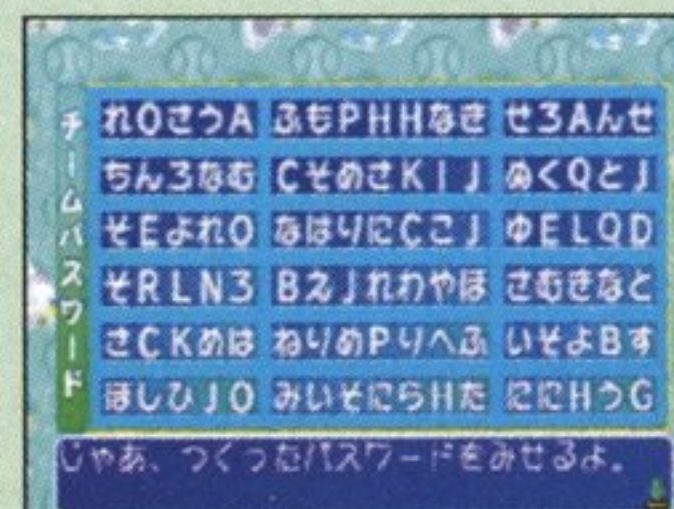 チームパスワード
れOさうA ふもPHHなき せ3Aんせ
ちん3なむ CそめさKIJ ぬくQとJ
そEよれO なはりにCこJ ゆELQD
そRLN3 BえJれわやほ さむきなと
さCKめは ねりめPりへふ いそよBす
ほしひJO みいそにらHた ににHうG
じゃあ、つくったパスワードをみせるよ。